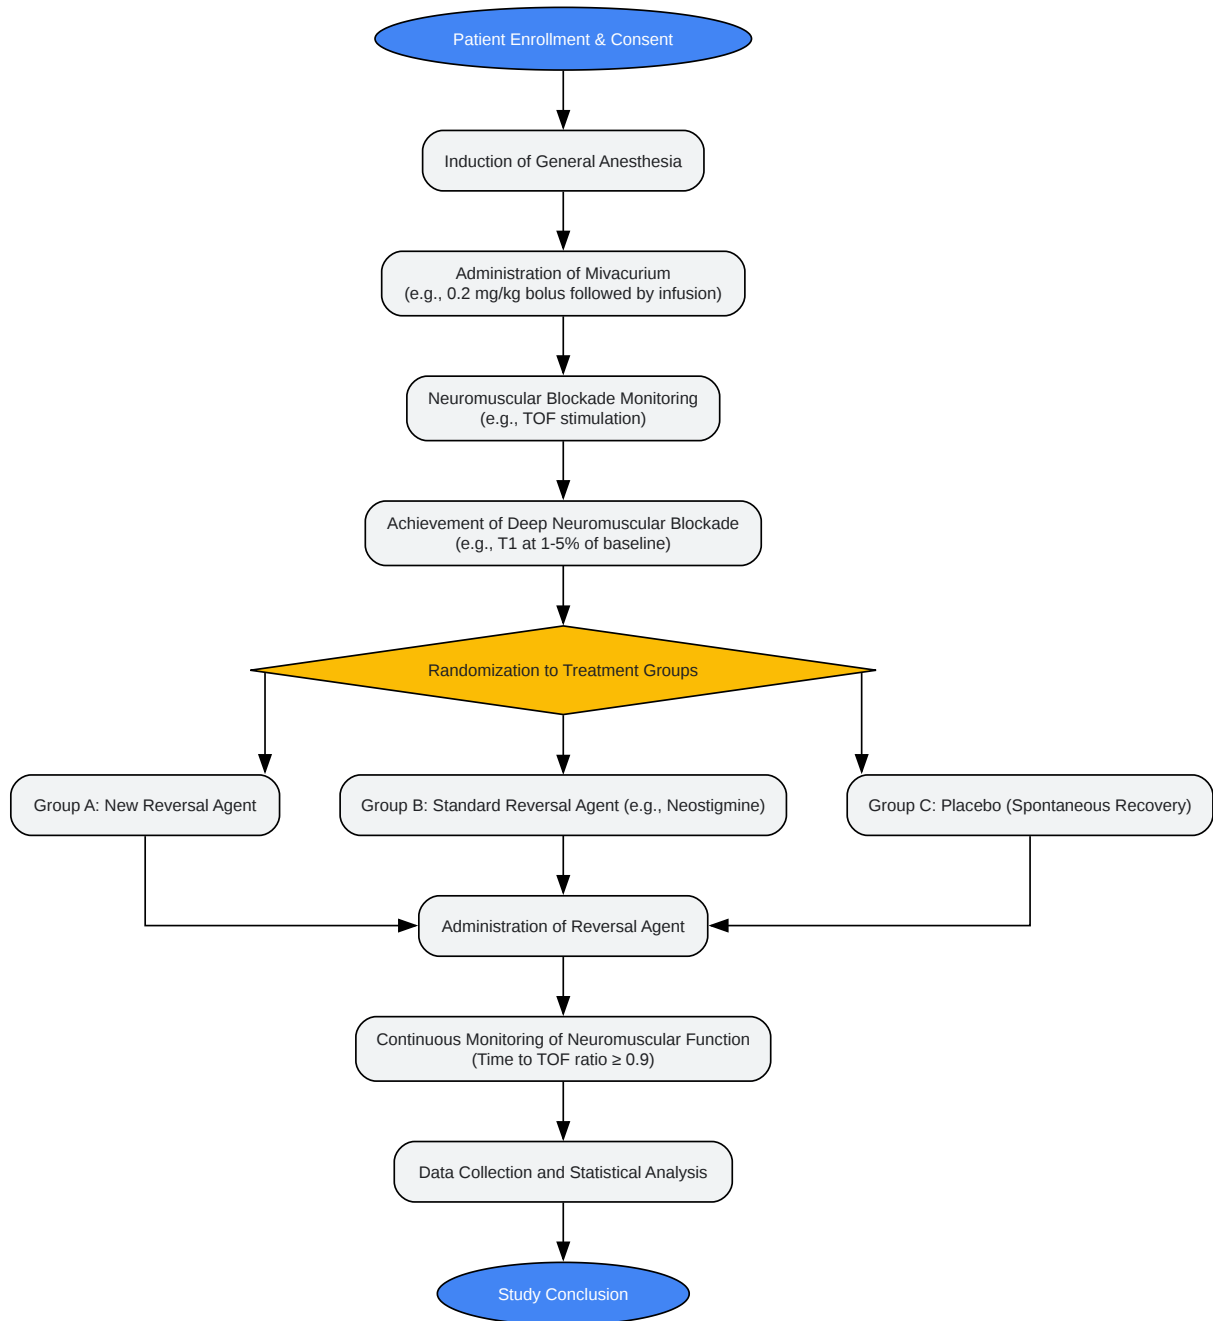 Patient Enrollment & Consent
Induction of General Anesthesia
Administration of Mivacurium
(e.g., 0.2 mg/kg bolus followed by infusion)
Neuromuscular Blockade Monitoring
(e.g., TOF stimulation)
Achievement of Deep Neuromuscular Blockade
(e.g., T1 at 1-5% of baseline)
Randomization to Treatment Groups
Group A: New Reversal Agent
Group B: Standard Reversal Agent (e.g., Neostigmine)
Group C: Placebo (Spontaneous Recovery)
Administration of Reversal Agent
Continuous Monitoring of Neuromuscular Function
(Time to TOF ratio ≥ 0.9)
Data Collection and Statistical Analysis
Study Conclusion